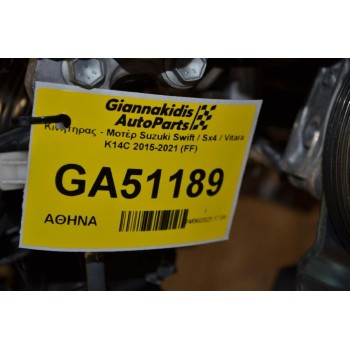 Giannakidis
AutoParts
Κινητήρας - Μοτέρ Suzuki Swift / Sx4 / Vitara
K14C 2015-2021 (FF)
GA51189
ΑΘΗΝΑ